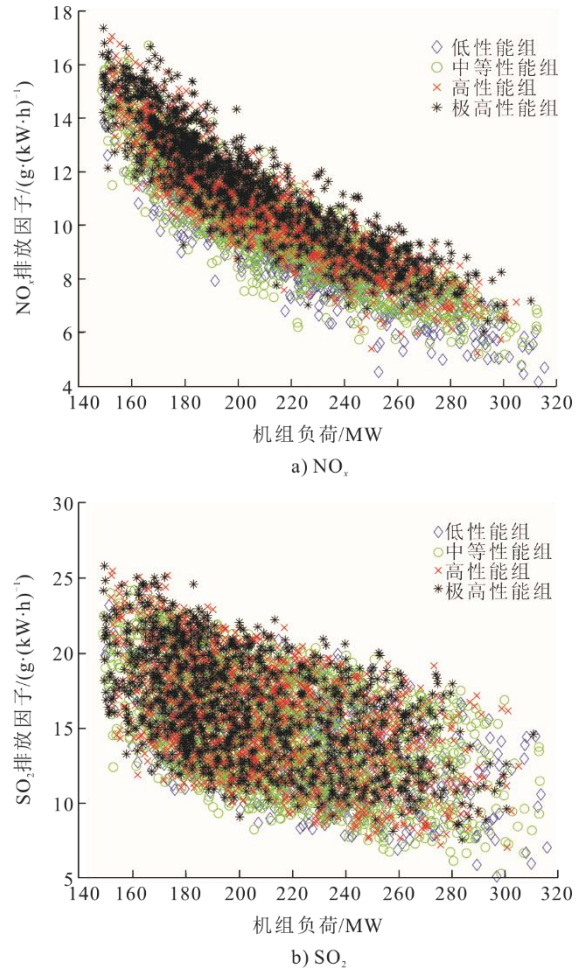 18
16
14
12
10
8
6
4
NOₓ排放因子/(g·(kW·h)⁻¹)
◇低性能组
○中等性能组
×高性能组
*极高性能组
140 160 180 200 220 240 260 280 300 320
机组负荷/MW
a) NOₓ
30
25
20
15
10
5
SO₂排放因子/(g·(kW·h)⁻¹)
◇低性能组
○中等性能组
×高性能组
*极高性能组
140 160 180 200 220 240 260 280 300 320
机组负荷/MW
b) SO₂